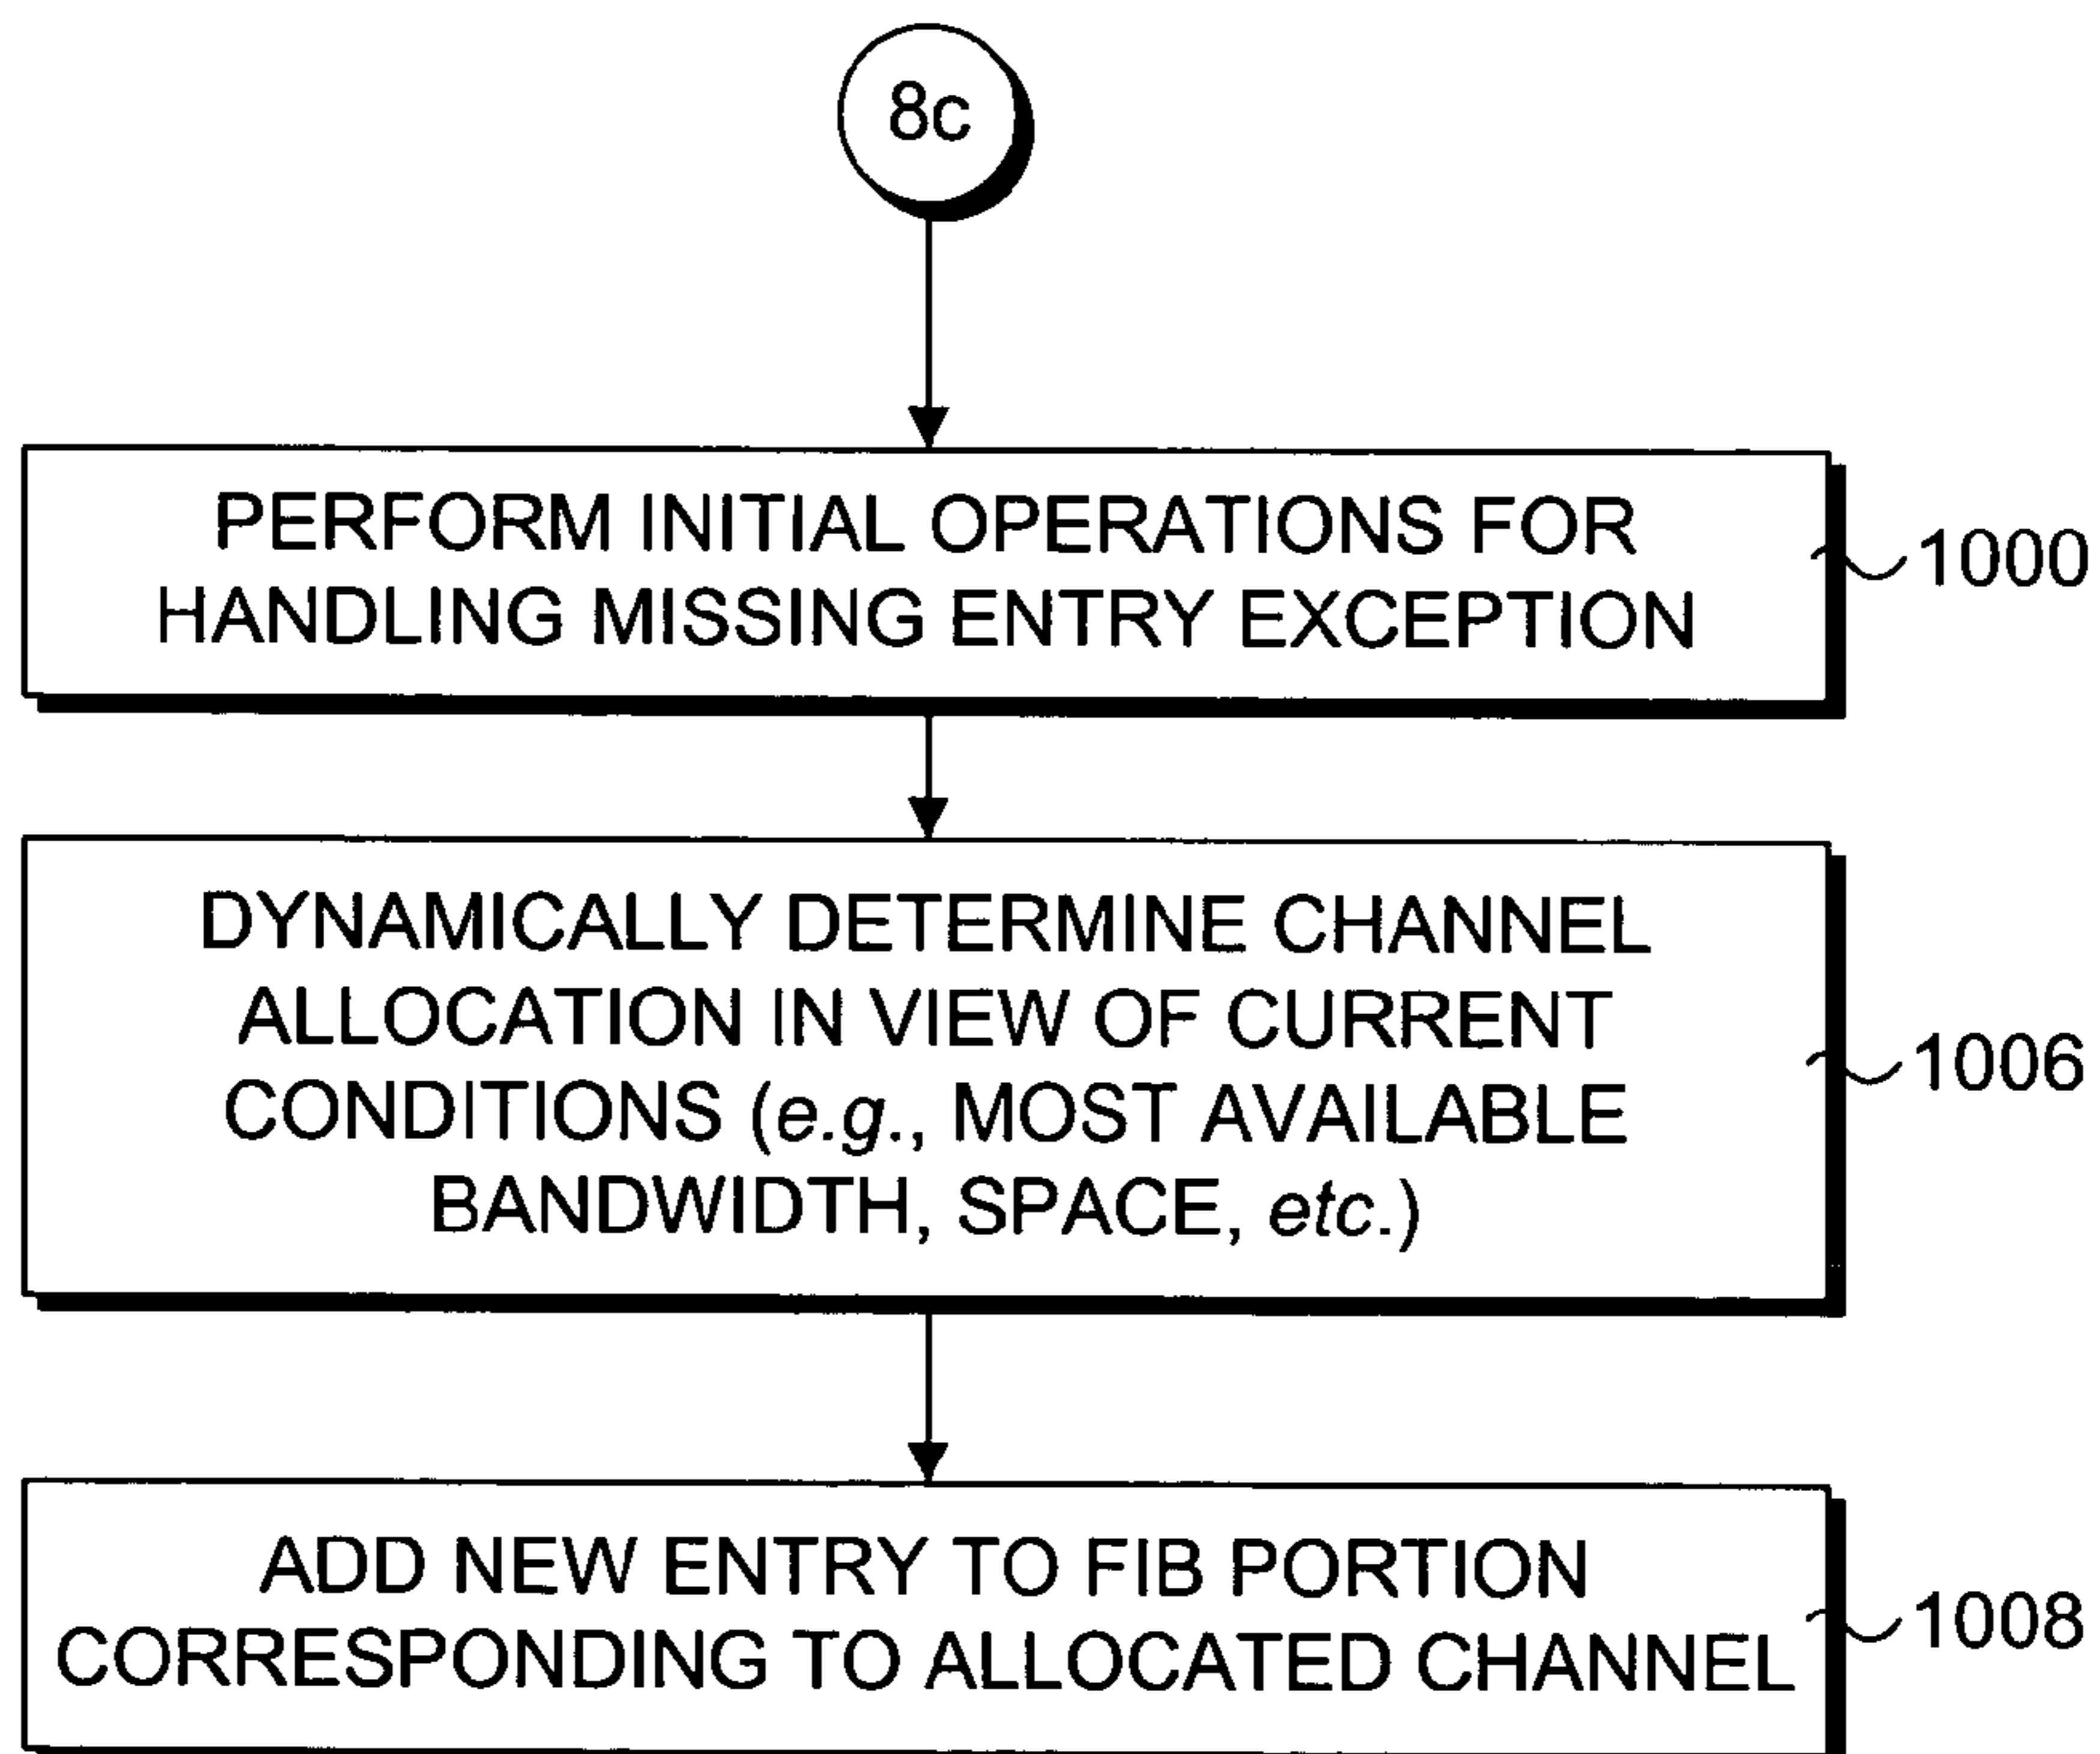 8c
PERFORM INITIAL OPERATIONS FOR
HANDLING MISSING ENTRY EXCEPTION
1000
DYNAMICALLY DETERMINE CHANNEL
ALLOCATION IN VIEW OF CURRENT
CONDITIONS (e.g., MOST AVAILABLE
BANDWIDTH, SPACE, etc.)
1006
ADD NEW ENTRY TO FIB PORTION
CORRESPONDING TO ALLOCATED CHANNEL
1008